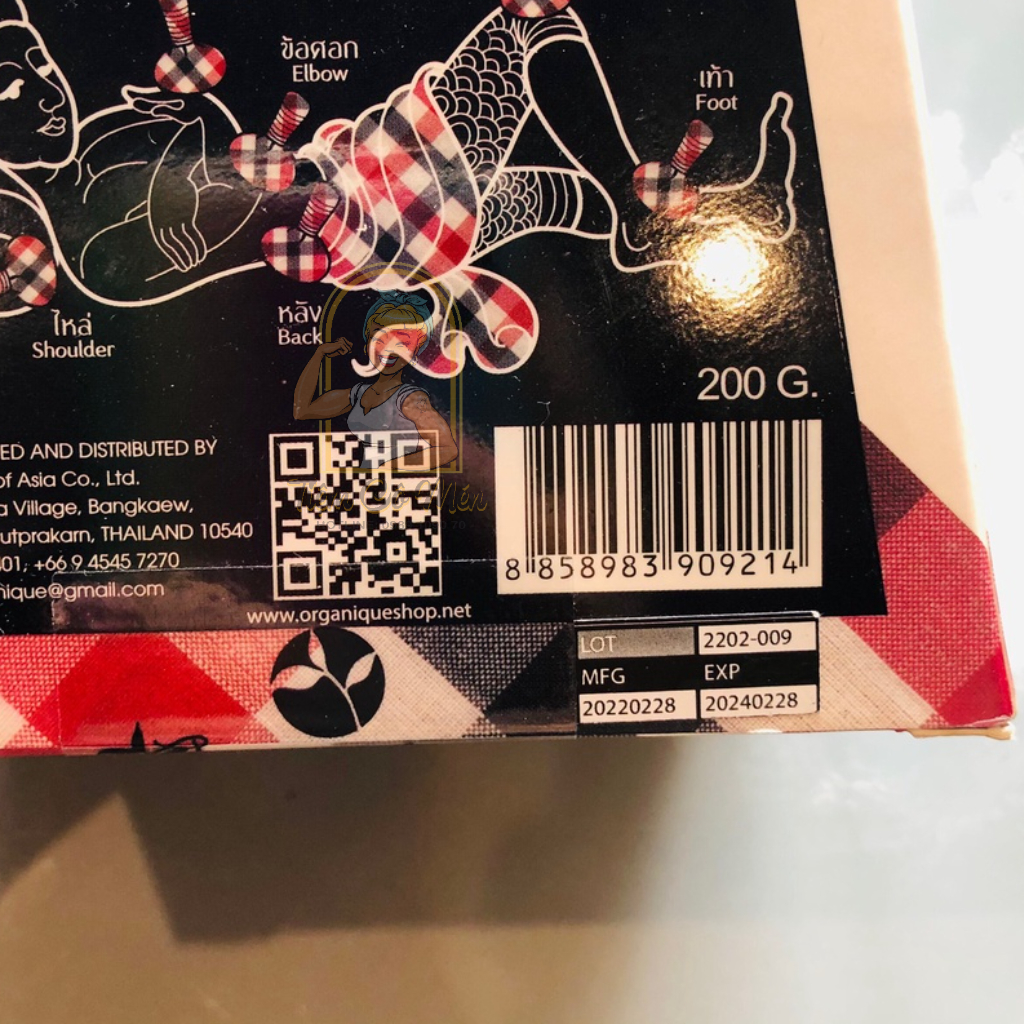 ข้อศอก
Elbow
เท้า
Foot
ไหล่
Shoulder
หลัง
Back
200 G.
ED AND DISTRIBUTED BY
of Asia Co., Ltd.
a Village, Bangkaew,
utprakarn, THAILAND 10540
01, +66 9 4545 7270
nique@gmail.com
www.organiqueshop.net
8 858983 909214
LOT 2202-009
MFG EXP
20220228 20240228